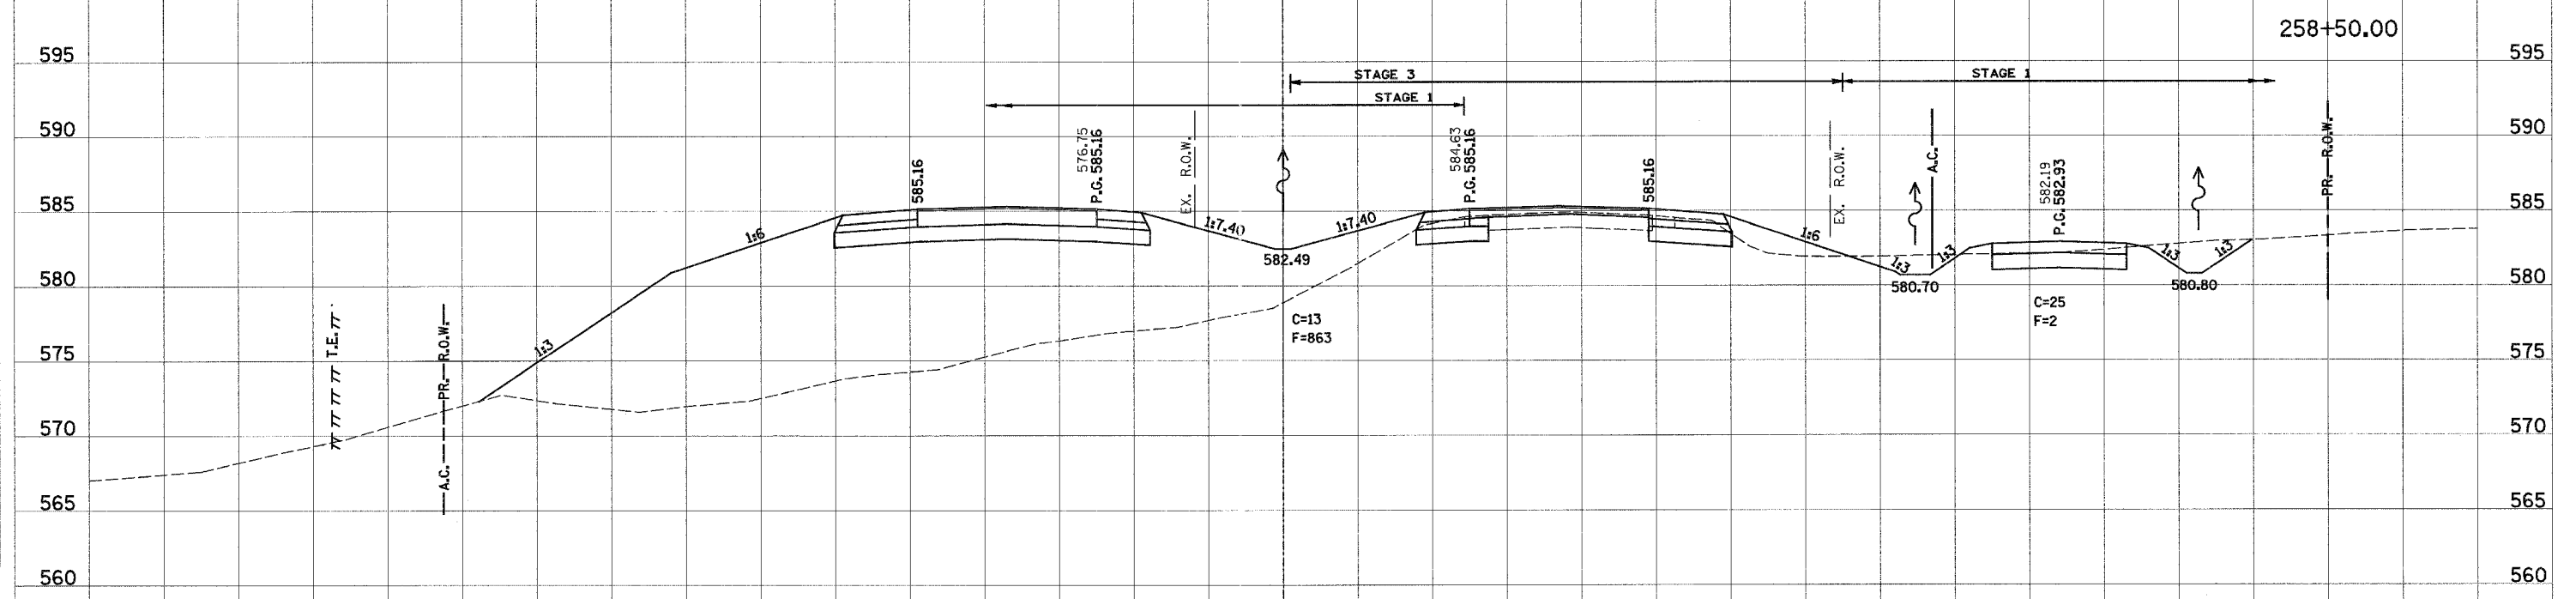 258+50.00
595
595
STAGE 3
STAGE 1
STAGE 1
590
590
576.75
P.G. 585.16
EX. R.O.W.
584.63
P.G. 585.16
585.16
585.16
EX. R.O.W.
A.C.
582.19
P.G. 582.93
PR. R.O.W.
585
585
1:6
1:7.40
1:7.40
1:6
582.49
1:3
1:3
1:3
1:3
580
580
580.70
580.80
C=25
F=2
C=13
F=863
T.E.
A.C. PR. R.O.W.
1:3
575
575
570
570
565
565
560
560